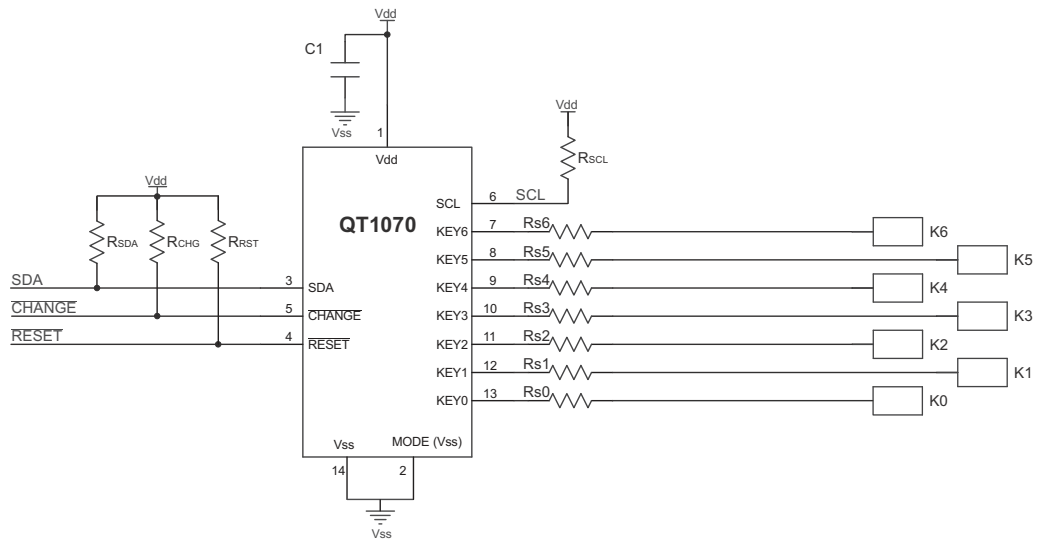 Vdd
C1
Vss
1
Vdd
Vdd
RSCL
Vdd
QT1070
SCL 6 SCL
KEY6 7 Rs6 K6
KEY5 8 Rs5 K5
KEY4 9 Rs4 K4
KEY3 10 Rs3 K3
KEY2 11 Rs2 K2
KEY1 12 Rs1 K1
KEY0 13 Rs0 K0
RSDA RCHG RRST
SDA 3 SDA
CHANGE 5 CHANGE
RESET 4 RESET
Vss MODE (Vss)
14 2
Vss